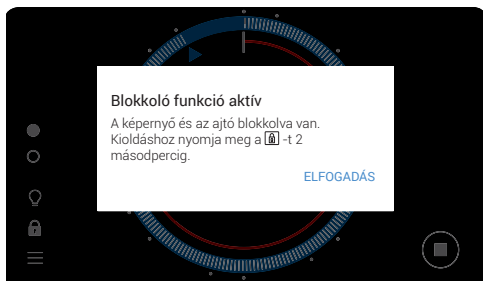 Blokkoló funkció aktív
A képernyő és az ajtó blokkolva van.
Kioldáshoz nyomja meg a -t 2
másodpercig.
ELFOGADÁS